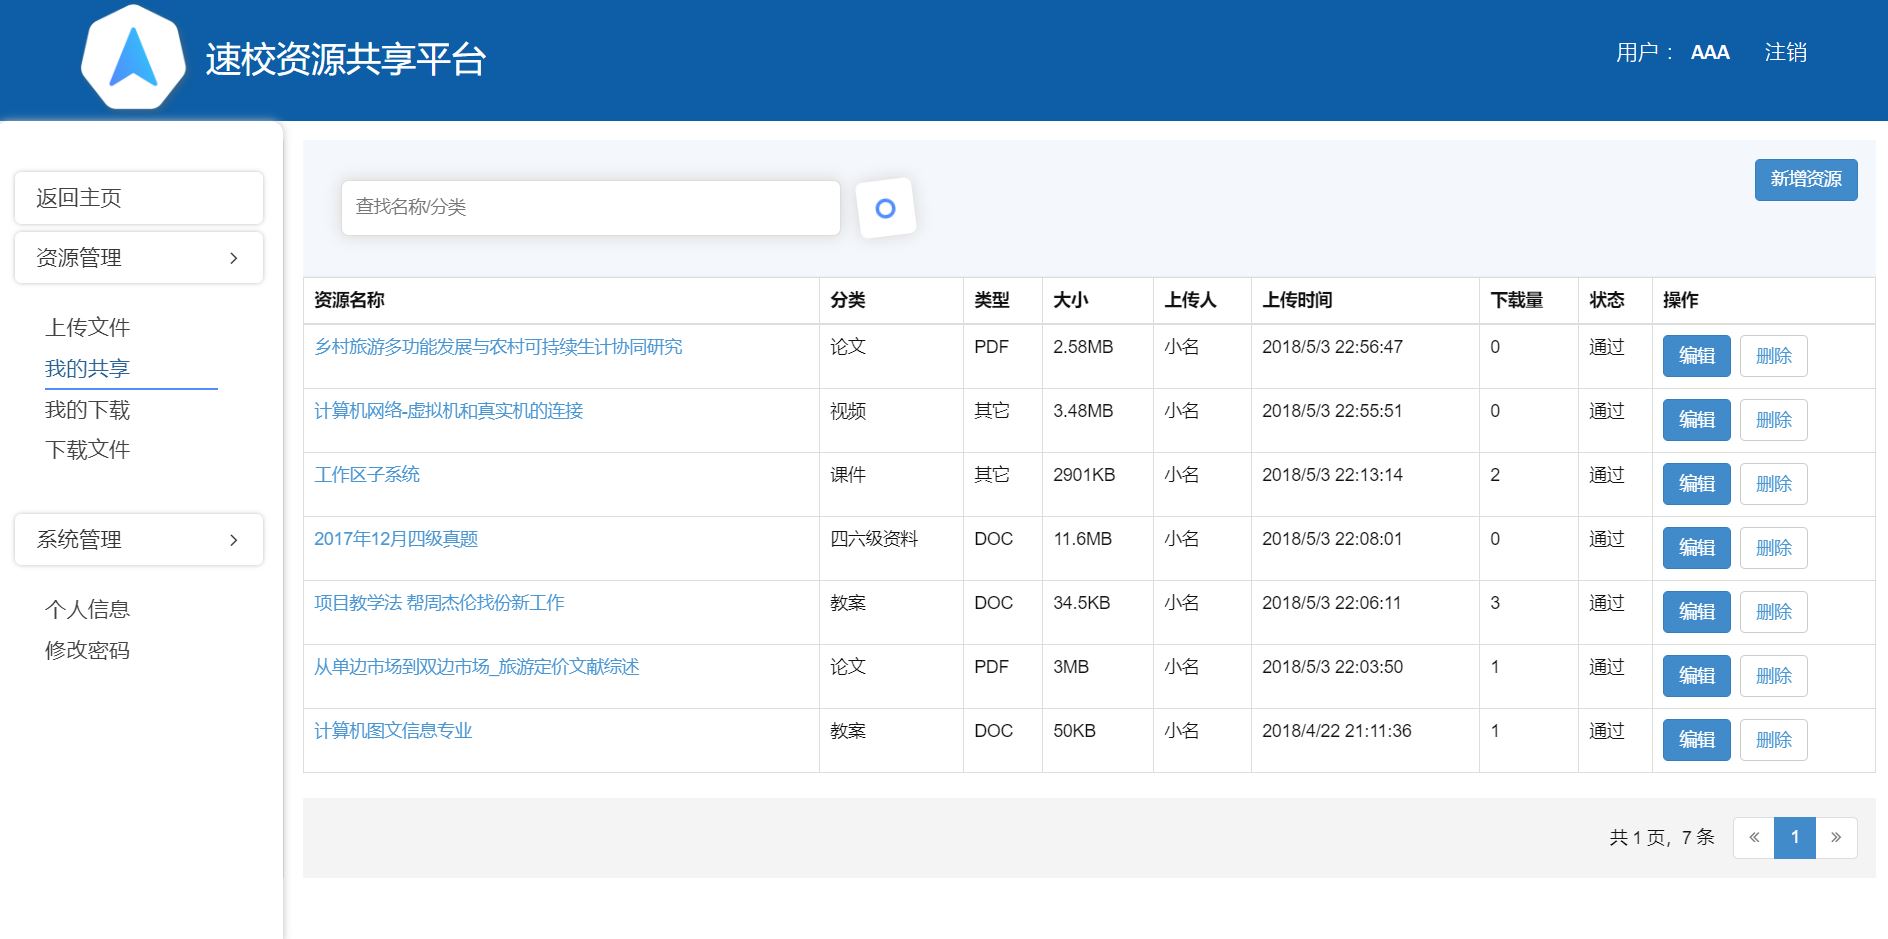 速校资源共享平台
用户： AAA 注销
返回主页
资源管理
上传文件
我的共享
我的下载
下载文件
系统管理
个人信息
修改密码
查找名称/分类
新增资源
资源名称 分类 类型 大小 上传人 上传时间 下载量 状态 操作
乡村旅游多功能发展与农村可持续生计协同研究 论文 PDF 2.58MB 小名 2018/5/3 22:56:47 0 通过 编辑 删除
计算机网络-虚拟机和真实机的连接 视频 其它 3.48MB 小名 2018/5/3 22:55:51 0 通过 编辑 删除
工作区子系统 课件 其它 2901KB 小名 2018/5/3 22:13:14 2 通过 编辑 删除
2017年12月四级真题 四六级资料 DOC 11.6MB 小名 2018/5/3 22:08:01 0 通过 编辑 删除
项目教学法 帮周杰伦找份新工作 教案 DOC 34.5KB 小名 2018/5/3 22:06:11 3 通过 编辑 删除
从单边市场到双边市场_旅游定价文献综述 论文 PDF 3MB 小名 2018/5/3 22:03:50 1 通过 编辑 删除
计算机图文信息专业 教案 DOC 50KB 小名 2018/4/22 21:11:36 1 通过 编辑 删除
共 1 页，7 条 « 1 »